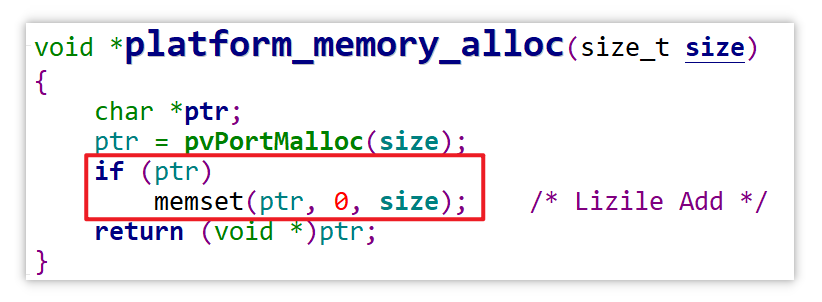 void *platform_memory_alloc(size_t size)
{
    char *ptr;
    ptr = pvPortMalloc(size);
    if (ptr)
        memset(ptr, 0, size);    /* Lizile Add */
    return (void *)ptr;
}